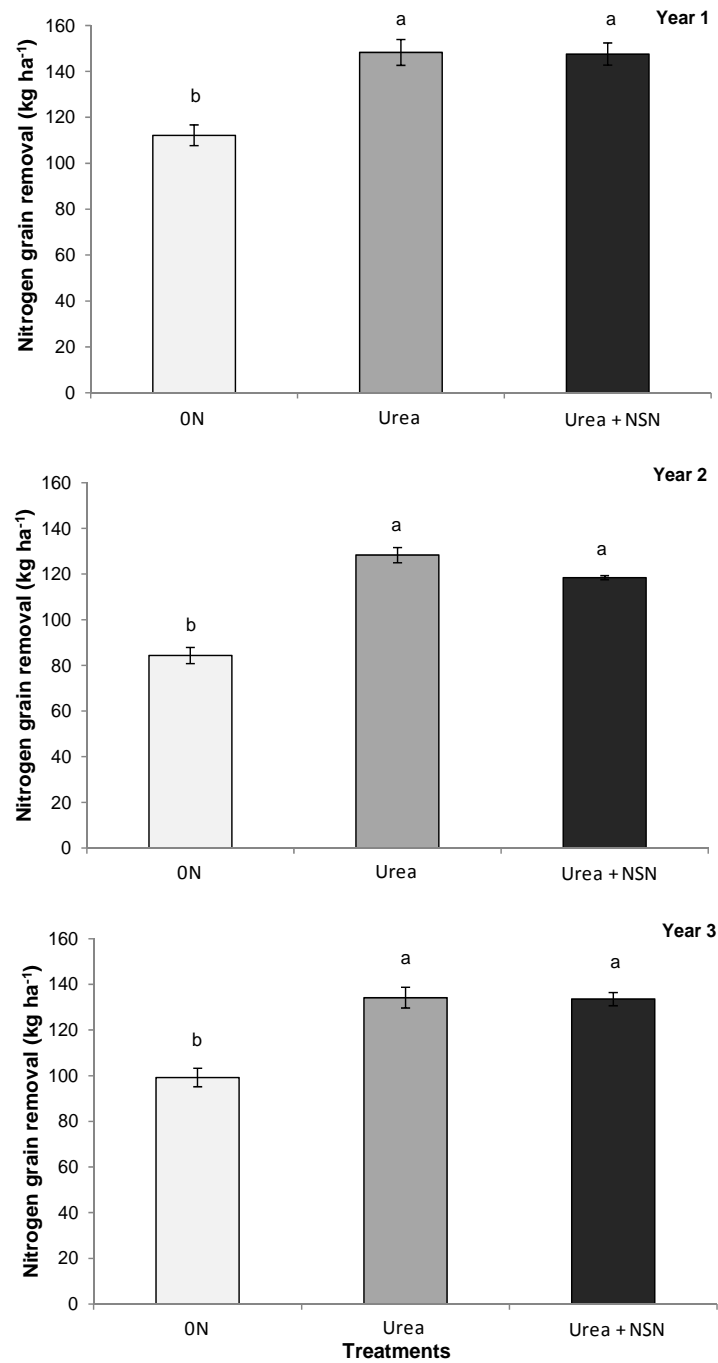 Year 1
Nitrogen grain removal (kg ha⁻¹)
160
140
120
100
80
60
40
20
0
b
a
a
0N
Urea
Urea + NSN
Year 2
Nitrogen grain removal (kg ha⁻¹)
160
140
120
100
80
60
40
20
0
b
a
a
0N
Urea
Urea + NSN
Year 3
Nitrogen grain removal (kg ha⁻¹)
160
140
120
100
80
60
40
20
0
b
a
a
0N
Urea
Urea + NSN
Treatments